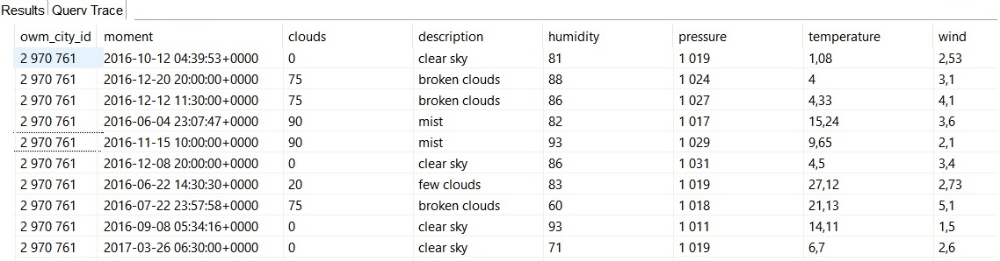 Results Query Trace
owm_city_id moment clouds description humidity pressure temperature wind
2 970 761 2016-10-12 04:39:53+0000 0 clear sky 81 1 019 1,08 2,53
2 970 761 2016-12-20 20:00:00+0000 75 broken clouds 88 1 024 4 3,1
2 970 761 2016-12-12 11:30:00+0000 75 broken clouds 86 1 027 4,33 4,1
2 970 761 2016-06-04 23:07:47+0000 90 mist 82 1 017 15,24 3,6
2 970 761 2016-11-15 10:00:00+0000 90 mist 93 1 029 9,65 2,1
2 970 761 2016-12-08 20:00:00+0000 0 clear sky 86 1 031 4,5 3,4
2 970 761 2016-06-22 14:30:30+0000 20 few clouds 83 1 019 27,12 2,73
2 970 761 2016-07-22 23:57:58+0000 75 broken clouds 60 1 018 21,13 5,1
2 970 761 2016-09-08 05:34:16+0000 0 clear sky 93 1 011 14,11 1,5
2 970 761 2017-03-26 06:30:00+0000 0 clear sky 71 1 019 6,7 2,6